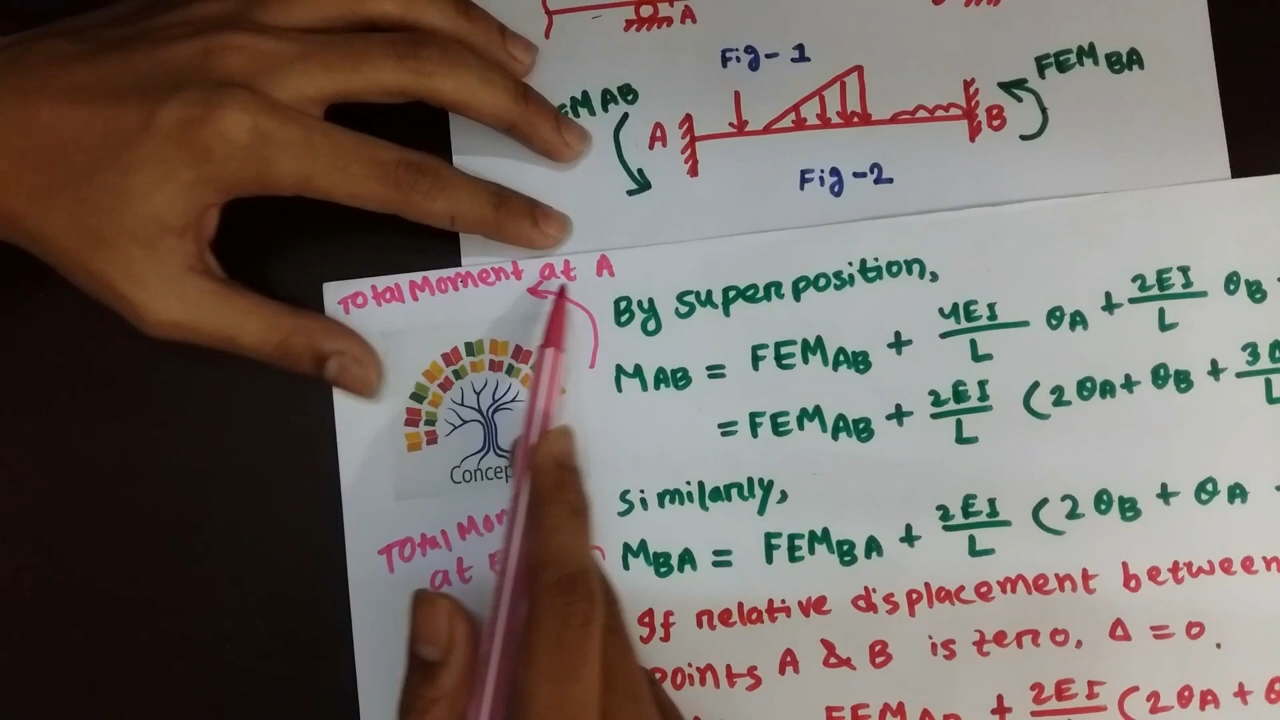 A
Fig-1
FEM BA
EMAB
A
B
Fig-2
Total Moment at A
By superposition,
MAB = FEMAB + 4EI/L θA + 2EI/L θB
= FEMAB + 2EI/L (2θA + θB +
Concep
Similarly,
Total
at
MBA = FEMBA + 2EI/L (2θB + θA
If relative displacement between
points A & B is zero, Δ = 0.
2EI (2θA +